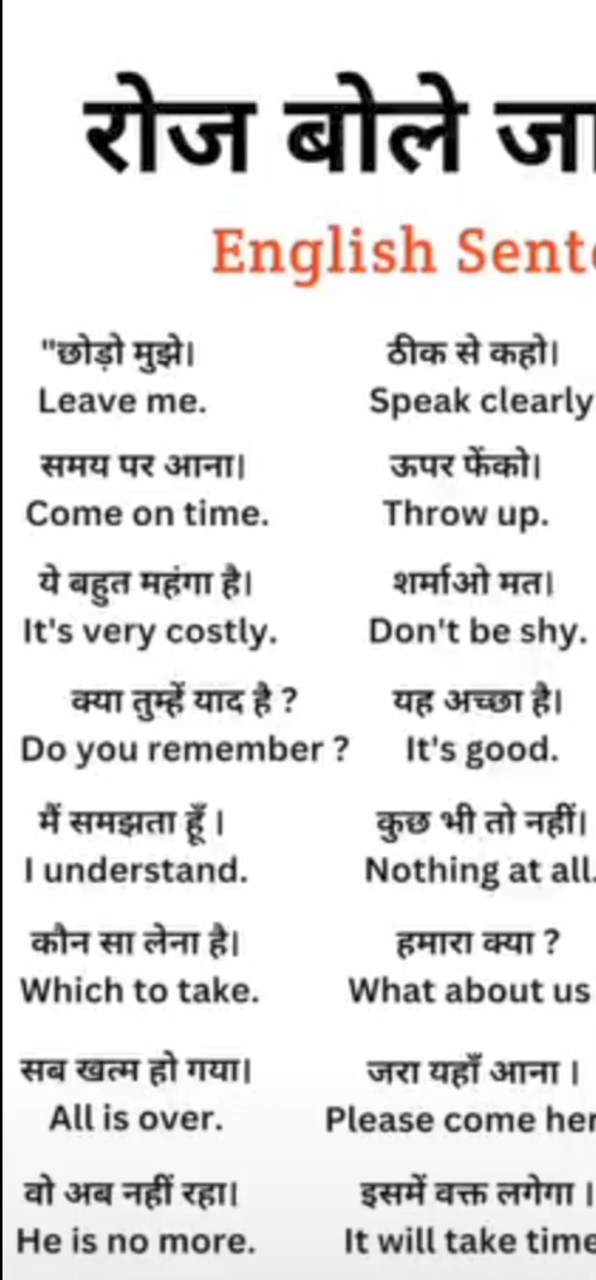 रोज बोले जा
English Sent
"छोड़ो मुझे।
Leave me.
ठीक से कहो।
Speak clearly
समय पर आना।
Come on time.
ऊपर फेंको।
Throw up.
ये बहुत महंगा है।
It's very costly.
शर्माओ मत।
Don't be shy.
क्या तुम्हें याद है ?
Do you remember ?
यह अच्छा है।
It's good.
मैं समझता हूँ ।
I understand.
कुछ भी तो नहीं।
Nothing at all.
कौन सा लेना है।
Which to take.
हमारा क्या ?
What about us
सब खत्म हो गया।
All is over.
जरा यहाँ आना ।
Please come her
वो अब नहीं रहा।
He is no more.
इसमें वक्त लगेगा ।
It will take time